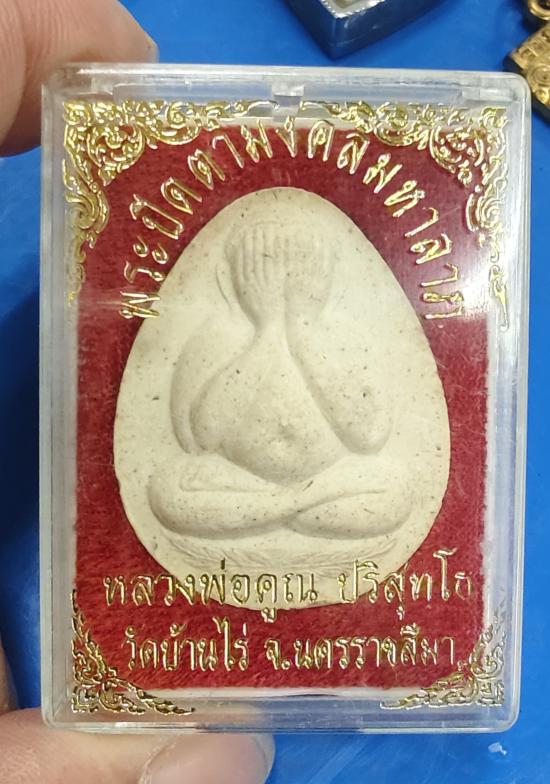 พระปิดตามงคลมหาลาภ
หลวงพ่อคูณ ปริสุทโธ
วัดบ้านไร่ จ.นครราชสีมา